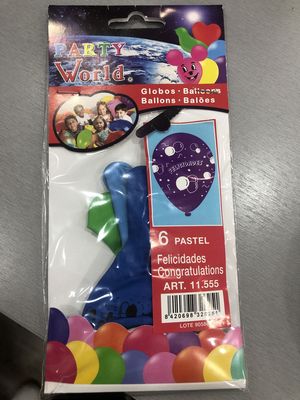 PARTY
World®
Globos · Balloons
Ballons · Balões
FELICIDADES
6 PASTEL
Felicidades
Congratulations
ART. 11.555
LOTE